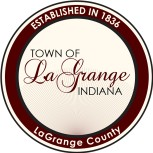 ESTABLISHED IN 1836
TOWN OF
LaGrange
INDIANA
LaGrange County